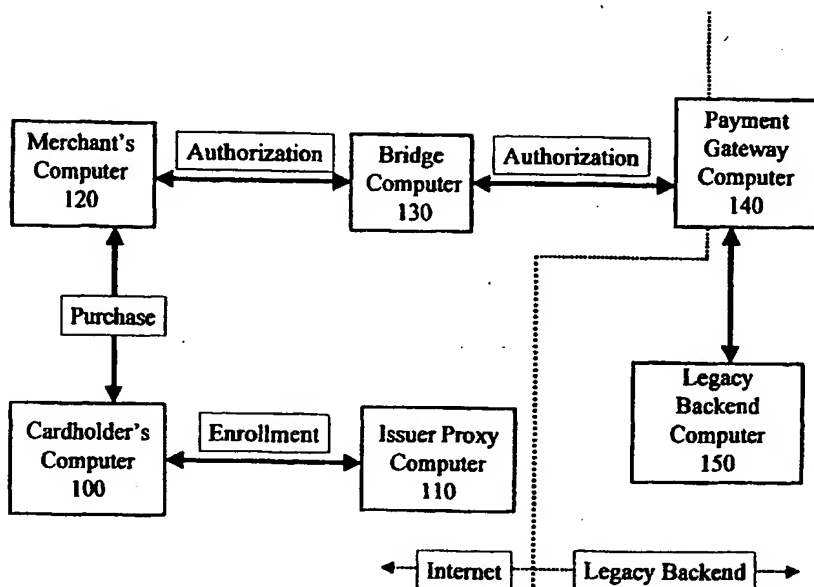 Merchant's
Computer
120
Authorization
Bridge
Computer
130
Authorization
Payment
Gateway
Computer
140
Purchase
Cardholder's
Computer
100
Enrollment
Issuer Proxy
Computer
110
Legacy
Backend
Computer
150
Internet
Legacy Backend